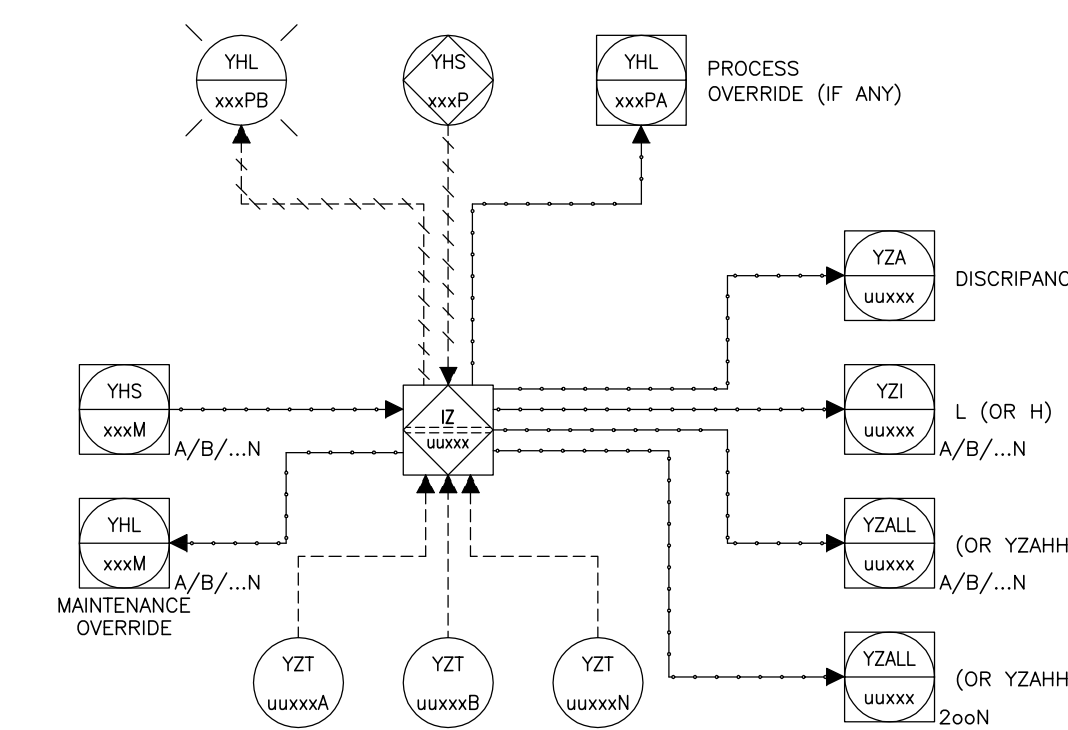 YHL
xxxPB
YHS
xxxP
YHL
xxxPA
PROCESS
OVERRIDE (IF ANY)
YZA
uuxxx
DISCRIPANC
YHS
xxxM
A/B/...N
IZ
uuxxx
YZI
uuxxx
L (OR H)
A/B/...N
YHL
xxxM
A/B/...N
MAINTENANCE
OVERRIDE
YZALL
uuxxx
(OR YZAHH
A/B/...N
YZT
uuxxxA
YZT
uuxxxB
YZT
uuxxxN
YZALL
uuxxx
(OR YZAHH
2ooN